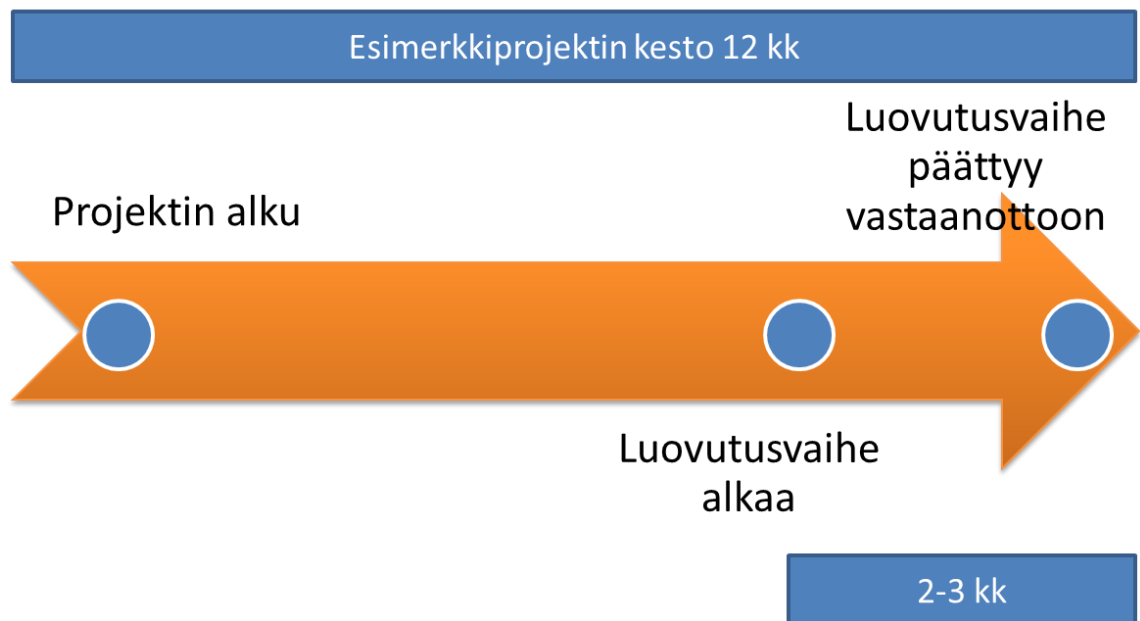 Esimerkkiprojektin kesto 12 kk
Luovutusvaihe
päättyy
vastaanottoon
Projektin alku
Luovutusvaihe
alkaa
2-3 kk